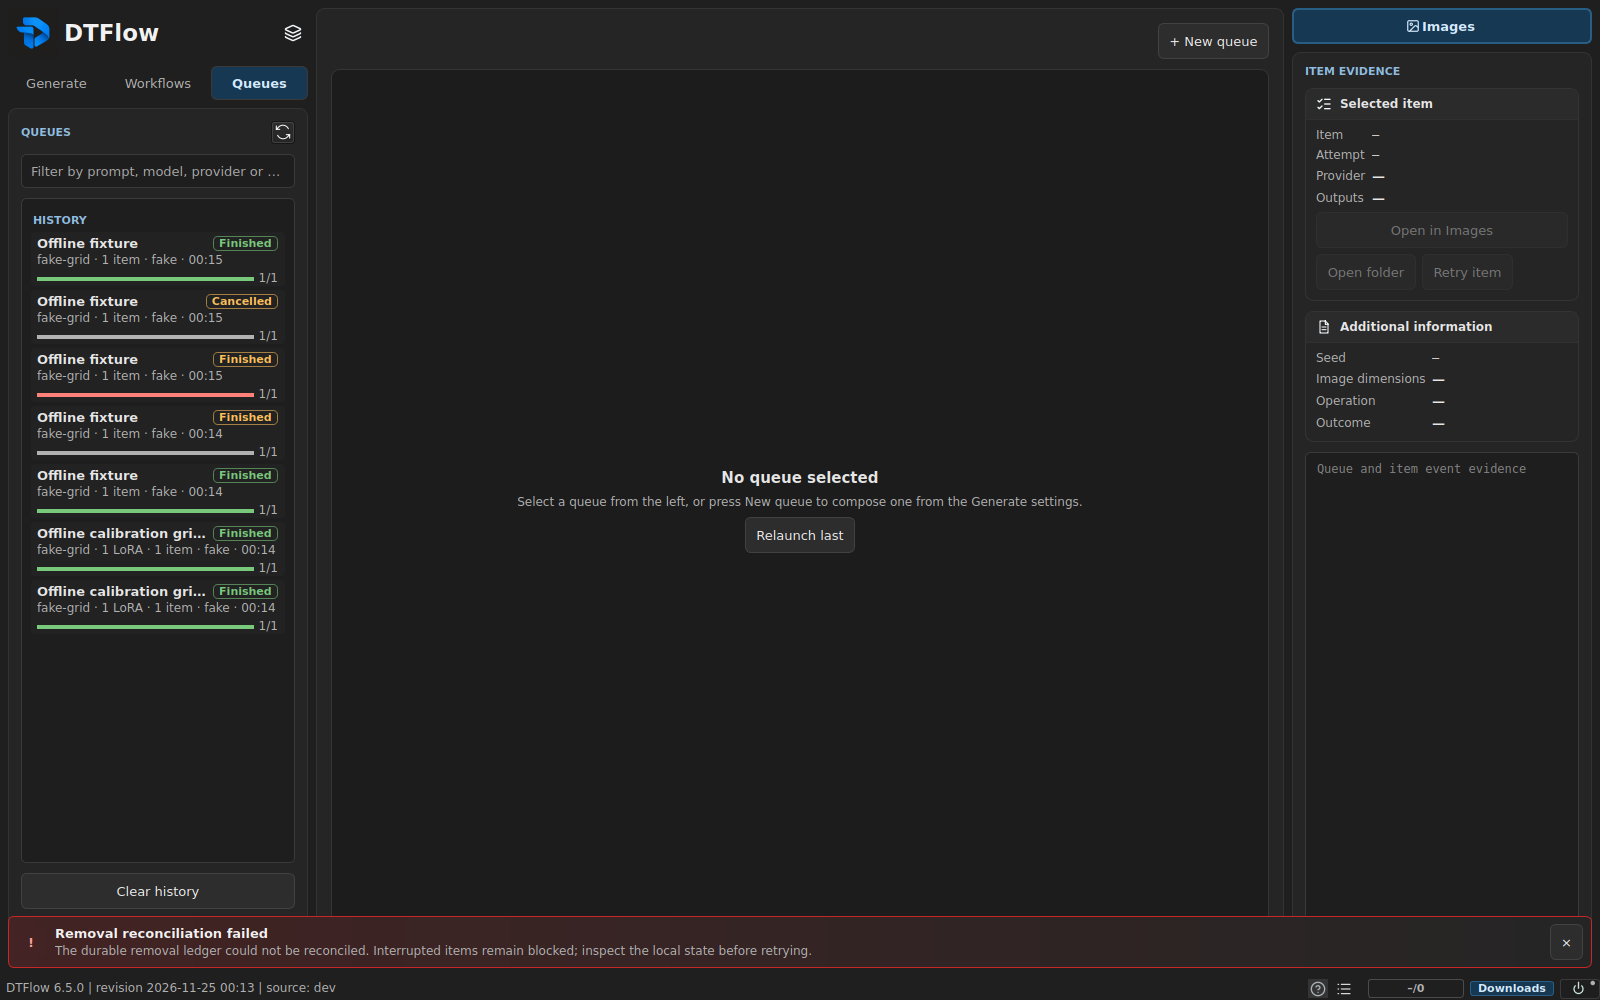 DTFlow
Generate
Workflows
Queues
QUEUES
Filter by prompt, model, provider or ...
HISTORY
Offline fixture
Finished
fake-grid · 1 item · fake · 00:15
1/1
Offline fixture
Cancelled
fake-grid · 1 item · fake · 00:15
1/1
Offline fixture
Finished
fake-grid · 1 item · fake · 00:15
1/1
Offline fixture
Finished
fake-grid · 1 item · fake · 00:14
1/1
Offline fixture
Finished
fake-grid · 1 item · fake · 00:14
1/1
Offline calibration gri...
Finished
fake-grid · 1 LoRA · 1 item · fake · 00:14
1/1
Offline calibration gri...
Finished
fake-grid · 1 LoRA · 1 item · fake · 00:14
1/1
Clear history
+ New queue
No queue selected
Select a queue from the left, or press New queue to compose one from the Generate settings.
Relaunch last
Images
ITEM EVIDENCE
Selected item
Item –
Attempt –
Provider —
Outputs —
Open in Images
Open folder
Retry item
Additional information
Seed –
Image dimensions —
Operation —
Outcome —
Queue and item event evidence
!
Removal reconciliation failed
The durable removal ledger could not be reconciled. Interrupted items remain blocked; inspect the local state before retrying.
×
DTFlow 6.5.0 | revision 2026-11-25 00:13 | source: dev
–/0
Downloads